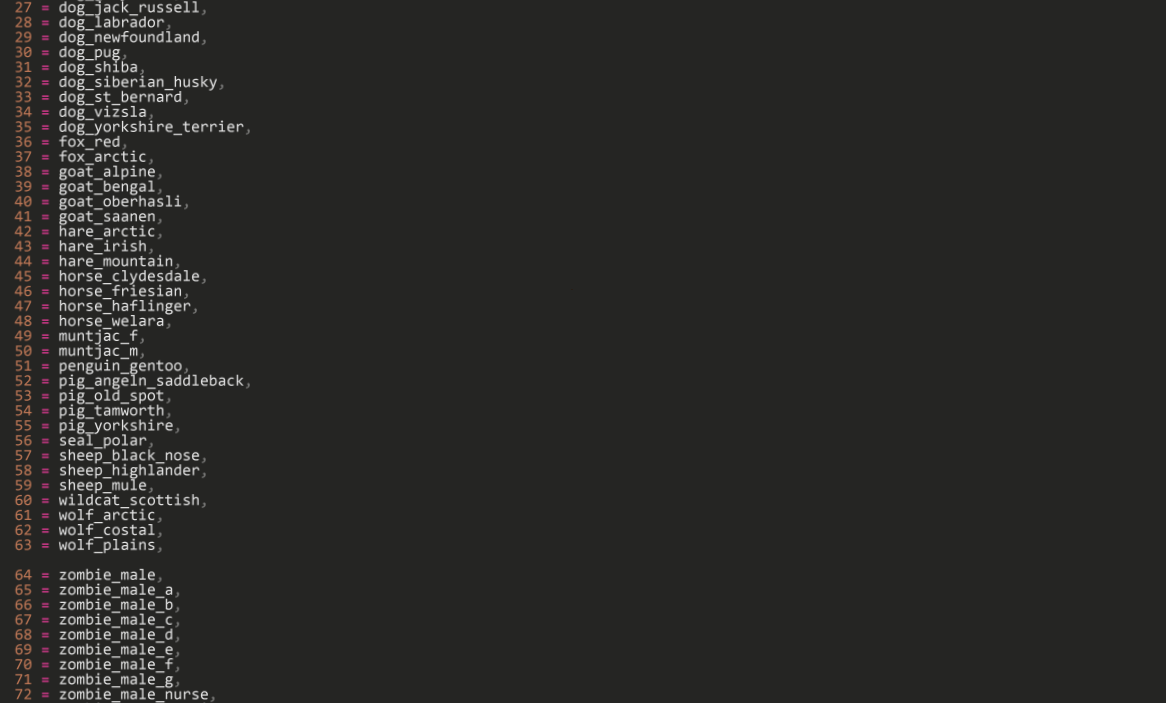 27 = dog_jack_russell,
28 = dog_labrador,
29 = dog_newfoundland,
30 = dog_pug,
31 = dog_shiba,
32 = dog_siberian_husky,
33 = dog_st_bernard,
34 = dog_vizsla,
35 = dog_yorkshire_terrier,
36 = fox_red,
37 = fox_arctic,
38 = goat_alpine,
39 = goat_bengal,
40 = goat_oberhasli,
41 = goat_saanen,
42 = hare_arctic,
43 = hare_irish,
44 = hare_mountain,
45 = horse_clydesdale,
46 = horse_friesian,
47 = horse_haflinger,
48 = horse_welara,
49 = muntjac_f,
50 = muntjac_m,
51 = penguin_gentoo,
52 = pig_angeln_saddleback,
53 = pig_old_spot,
54 = pig_tamworth,
55 = pig_yorkshire,
56 = seal_polar,
57 = sheep_black_nose,
58 = sheep_highlander,
59 = sheep_mule,
60 = wildcat_scottish,
61 = wolf_arctic,
62 = wolf_costal,
63 = wolf_plains,
64 = zombie_male,
65 = zombie_male_a,
66 = zombie_male_b,
67 = zombie_male_c,
68 = zombie_male_d,
69 = zombie_male_e,
70 = zombie_male_f,
71 = zombie_male_g,
72 = zombie_male_nurse,